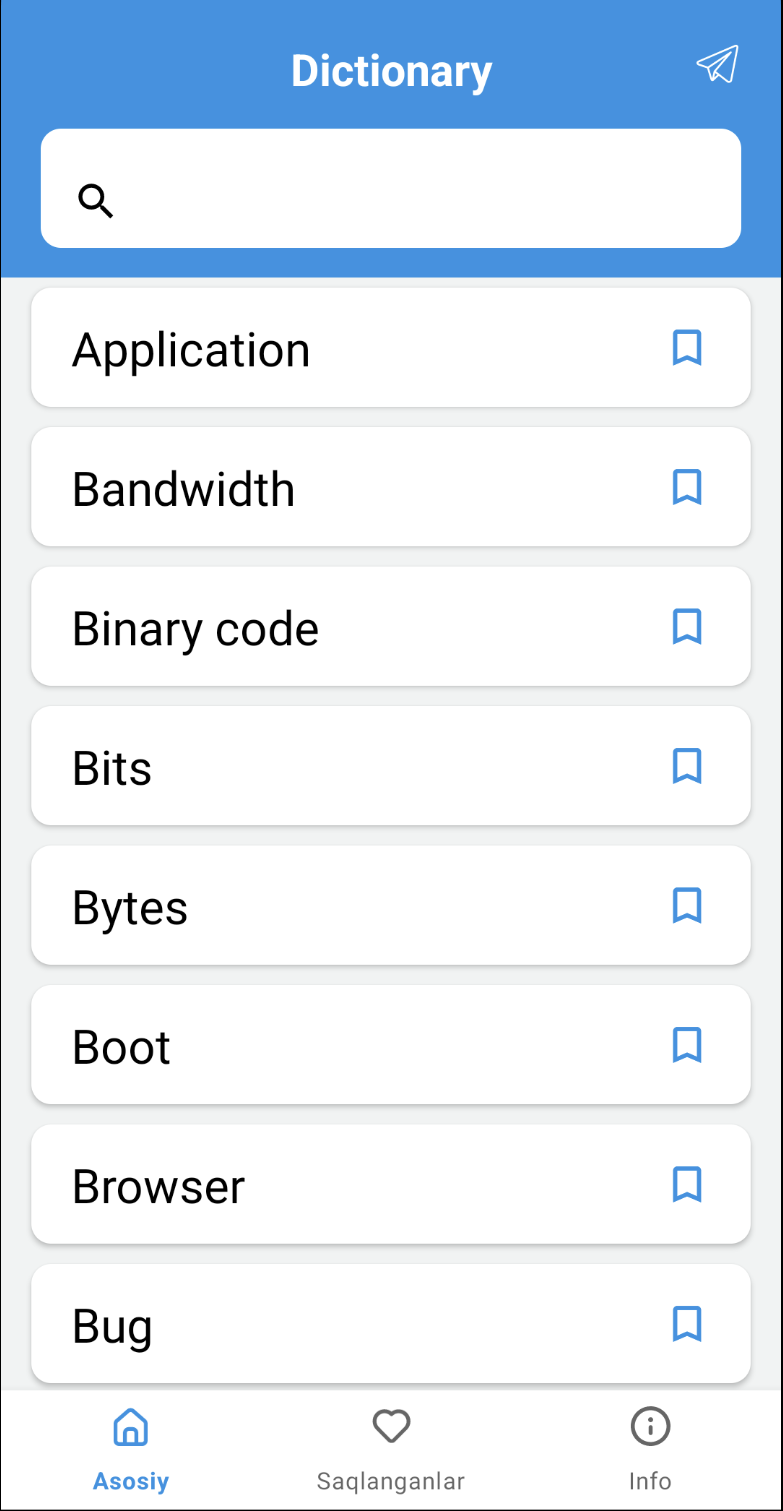 Dictionary
Application
Bandwidth
Binary code
Bits
Bytes
Boot
Browser
Bug
Asosiy
Saqlanganlar
Info